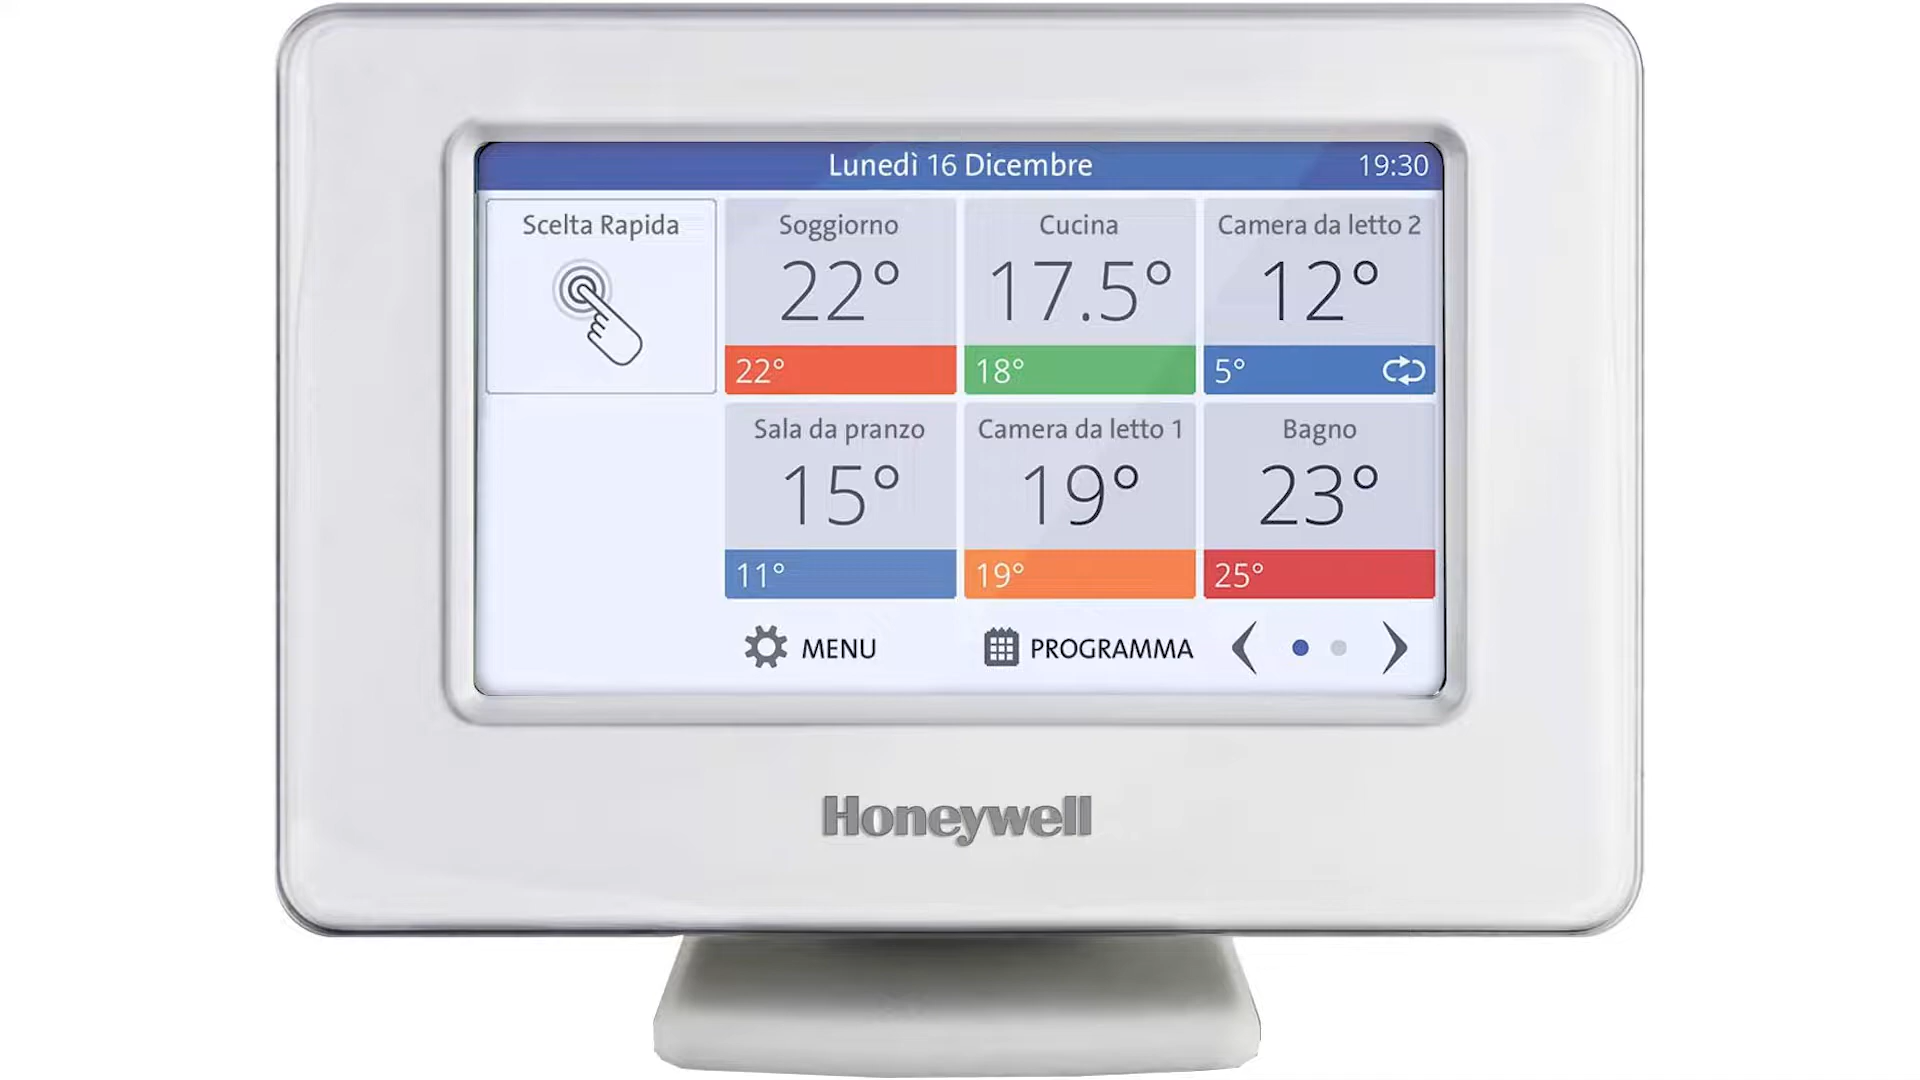 Lunedì 16 Dicembre 19:30
Scelta Rapida
Soggiorno
22°
22°
Cucina
17.5°
18°
Camera da letto 2
12°
5°
Sala da pranzo
15°
11°
Camera da letto 1
19°
19°
Bagno
23°
25°
MENU
PROGRAMMA
Honeywell